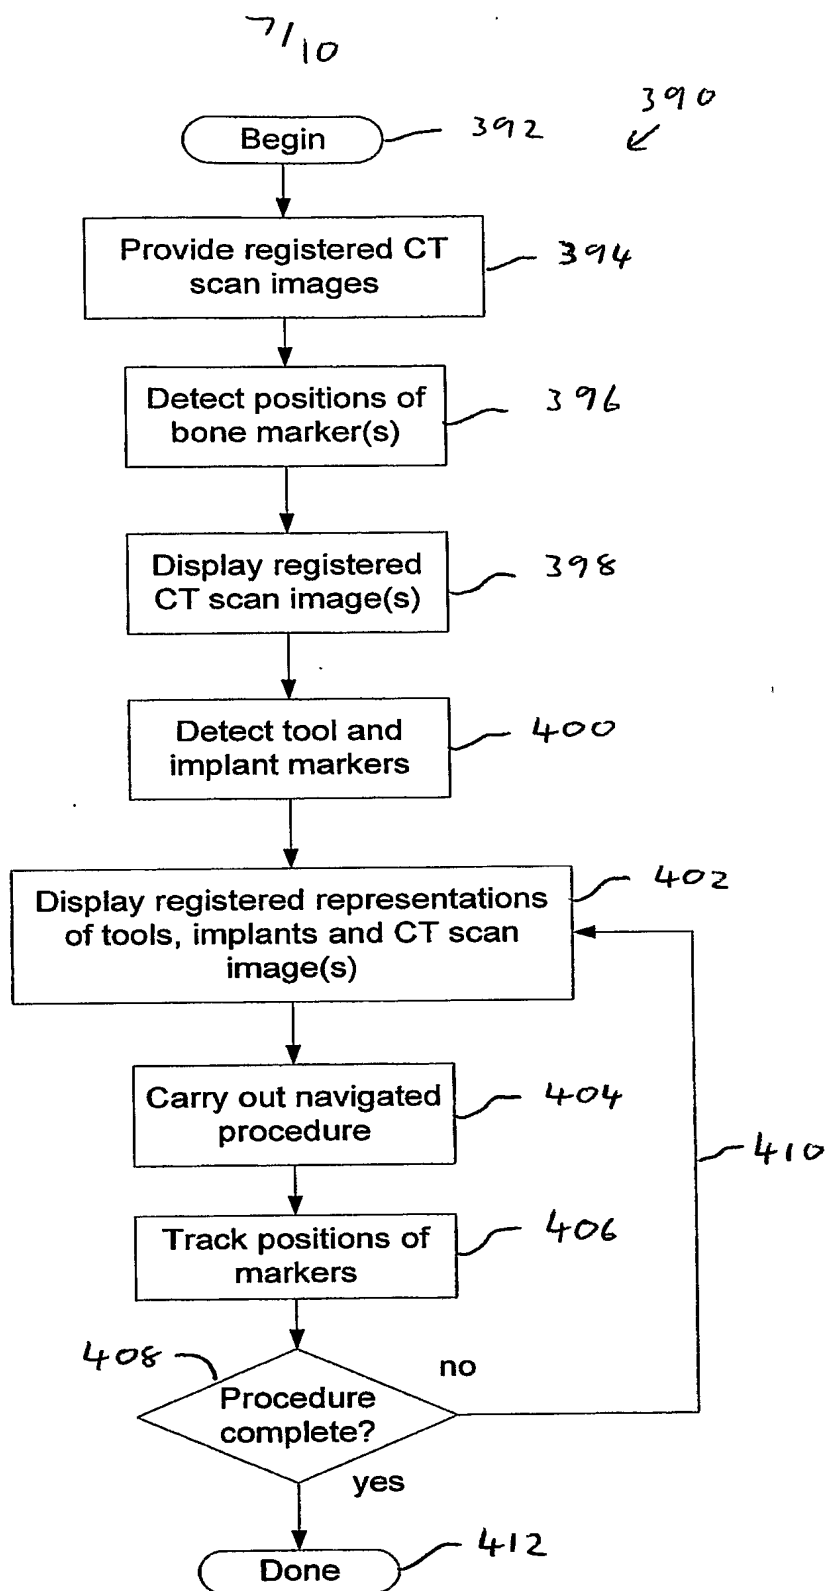 7/10
390
Begin
392
Provide registered CT
scan images
394
Detect positions of
bone marker(s)
396
Display registered
CT scan image(s)
398
Detect tool and
implant markers
400
Display registered representations
of tools, implants and CT scan
image(s)
402
Carry out navigated
procedure
404
410
Track positions of
markers
406
408
no
Procedure
complete?
yes
Done
412